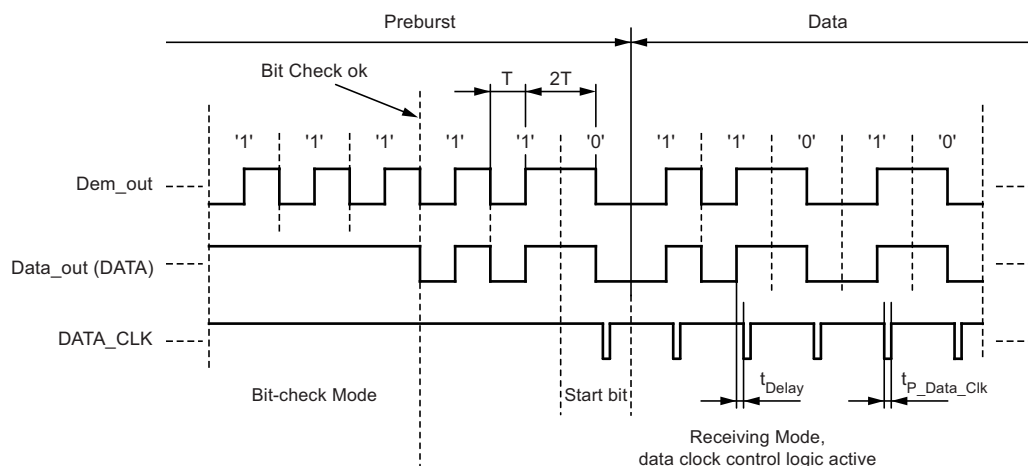 Preburst Data
Bit Check ok
T 2T
'1' '1' '1' '1' '1' '0' '1' '1' '0' '1' '0'
Dem_out
Data_out (DATA)
DATA_CLK
Bit-check Mode Start bit
tDelay tP_Data_Clk
Receiving Mode,
data clock control logic active